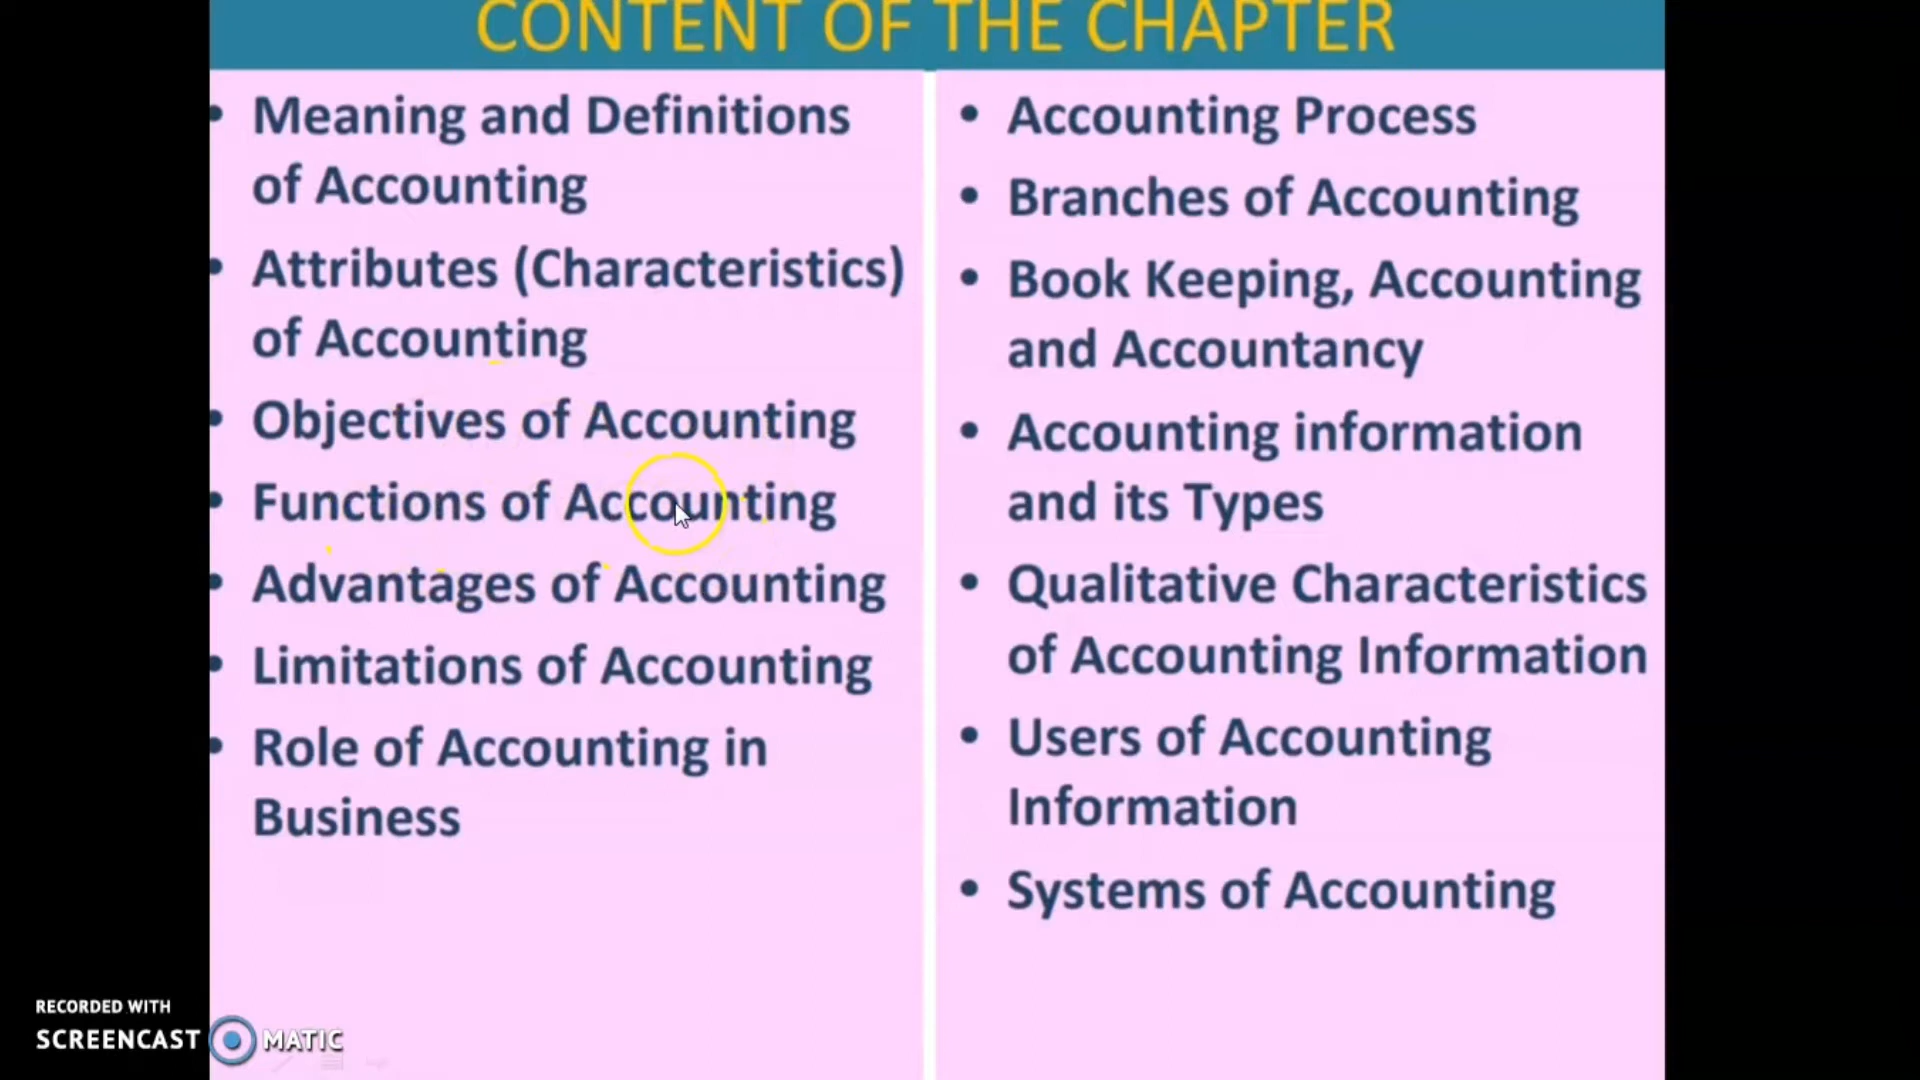 CONTENT OF THE CHAPTER
• Meaning and Definitions
of Accounting
• Attributes (Characteristics)
of Accounting
• Objectives of Accounting
• Functions of Accounting
• Advantages of Accounting
• Limitations of Accounting
• Role of Accounting in
Business
• Accounting Process
• Branches of Accounting
• Book Keeping, Accounting
and Accountancy
• Accounting information
and its Types
• Qualitative Characteristics
of Accounting Information
• Users of Accounting
Information
• Systems of Accounting
RECORDED WITH
SCREENCAST MATIC